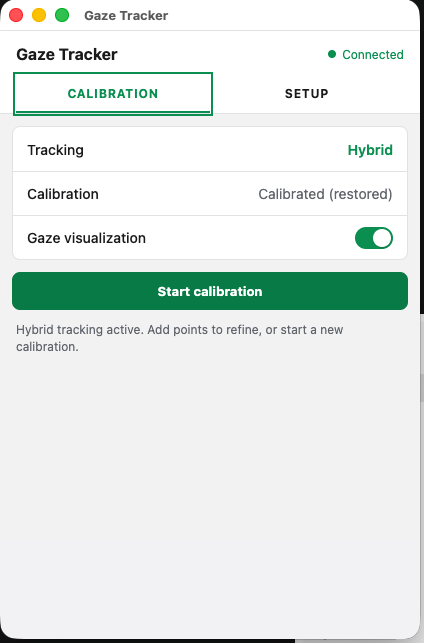 Gaze Tracker
Gaze Tracker
Connected
CALIBRATION
SETUP
Tracking
Hybrid
Calibration
Calibrated (restored)
Gaze visualization
Start calibration
Hybrid tracking active. Add points to refine, or start a new
calibration.